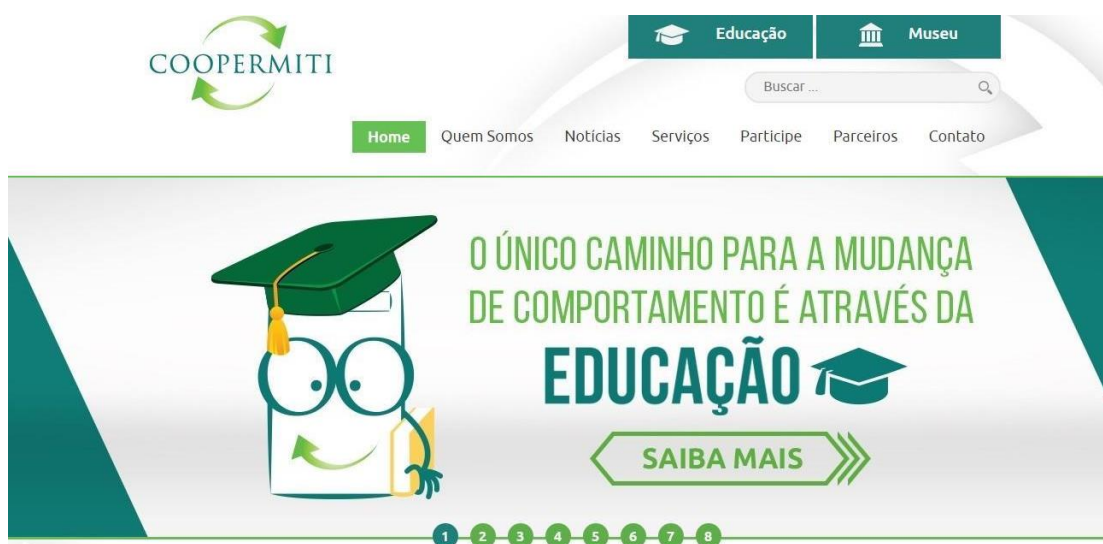 COOPERMITI
Educação
Museu
Buscar ...
Home Quem Somos Notícias Serviços Participe Parceiros Contato
O ÚNICO CAMINHO PARA A MUDANÇA
DE COMPORTAMENTO É ATRAVÉS DA
EDUCAÇÃO
SAIBA MAIS
1 2 3 4 5 6 7 8